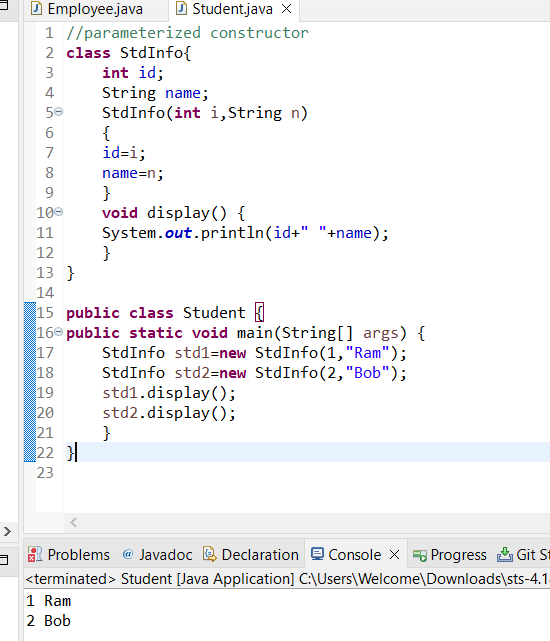 Employee.java Student.java
1 //parameterized constructor
2 class StdInfo{
3     int id;
4     String name;
5     StdInfo(int i,String n)
6     {
7     id=i;
8     name=n;
9     }
10     void display() {
11     System.out.println(id+" "+name);
12     }
13 }
14
15 public class Student {
16 public static void main(String[] args) {
17     StdInfo std1=new StdInfo(1,"Ram");
18     StdInfo std2=new StdInfo(2,"Bob");
19     std1.display();
20     std2.display();
21     }
22 }
23
Problems @ Javadoc Declaration Console Progress Git St
<terminated> Student [Java Application] C:\Users\Welcome\Downloads\sts-4.1
1 Ram
2 Bob